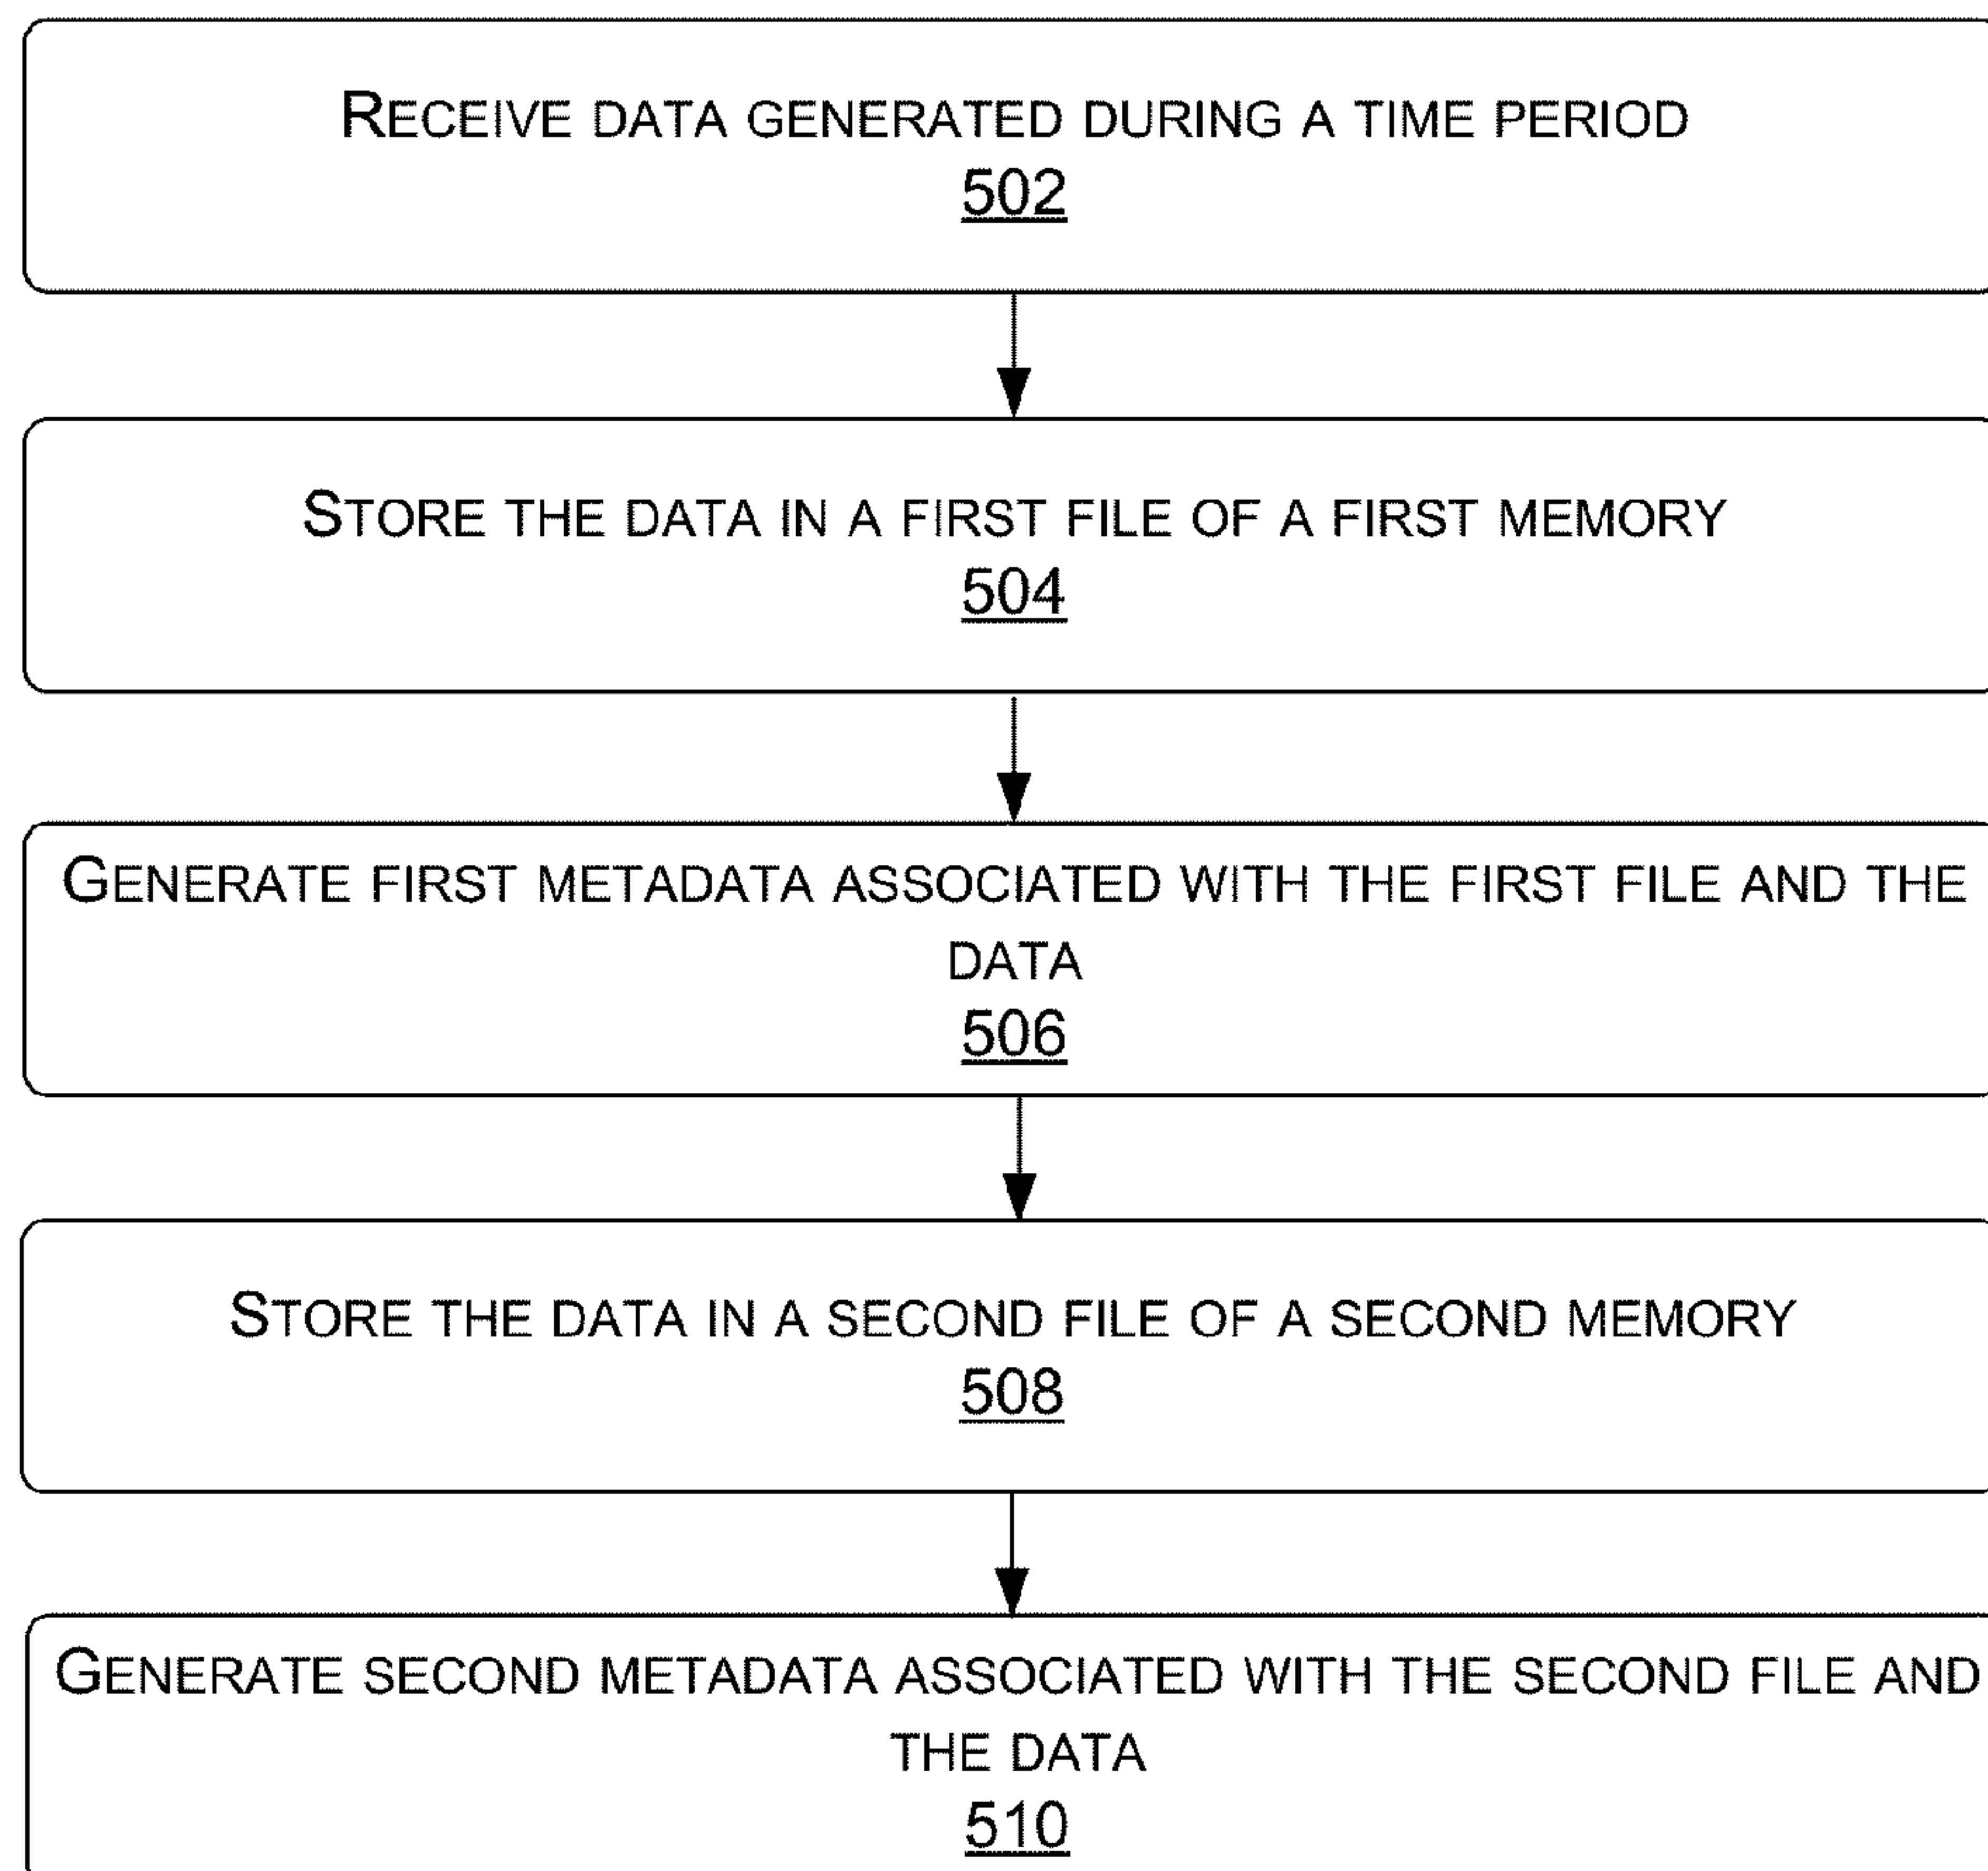 RECEIVE DATA GENERATED DURING A TIME PERIOD
502
STORE THE DATA IN A FIRST FILE OF A FIRST MEMORY
504
GENERATE FIRST METADATA ASSOCIATED WITH THE FIRST FILE AND THE
DATA
506
STORE THE DATA IN A SECOND FILE OF A SECOND MEMORY
508
GENERATE SECOND METADATA ASSOCIATED WITH THE SECOND FILE AND
THE DATA
510